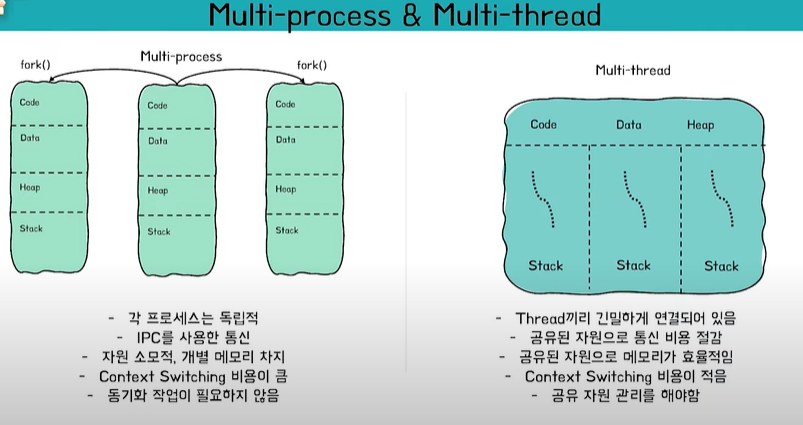 Multi-process & Multi-thread
Multi-process
fork()
fork()
Code
Data
Heap
Stack
Code
Data
Heap
Stack
Code
Data
Heap
Stack
- 각 프로세스는 독립적
- IPC를 사용한 통신
- 자원 소모적, 개별 메모리 차지
- Context Switching 비용이 큼
- 동기화 작업이 필요하지 않음
Multi-thread
Code Data Heap
Stack Stack Stack
- Thread끼리 긴밀하게 연결되어 있음
- 공유된 자원으로 통신 비용 절감
- 공유된 자원으로 메모리가 효율적임
- Context Switching 비용이 적음
- 공유 자원 관리를 해야함